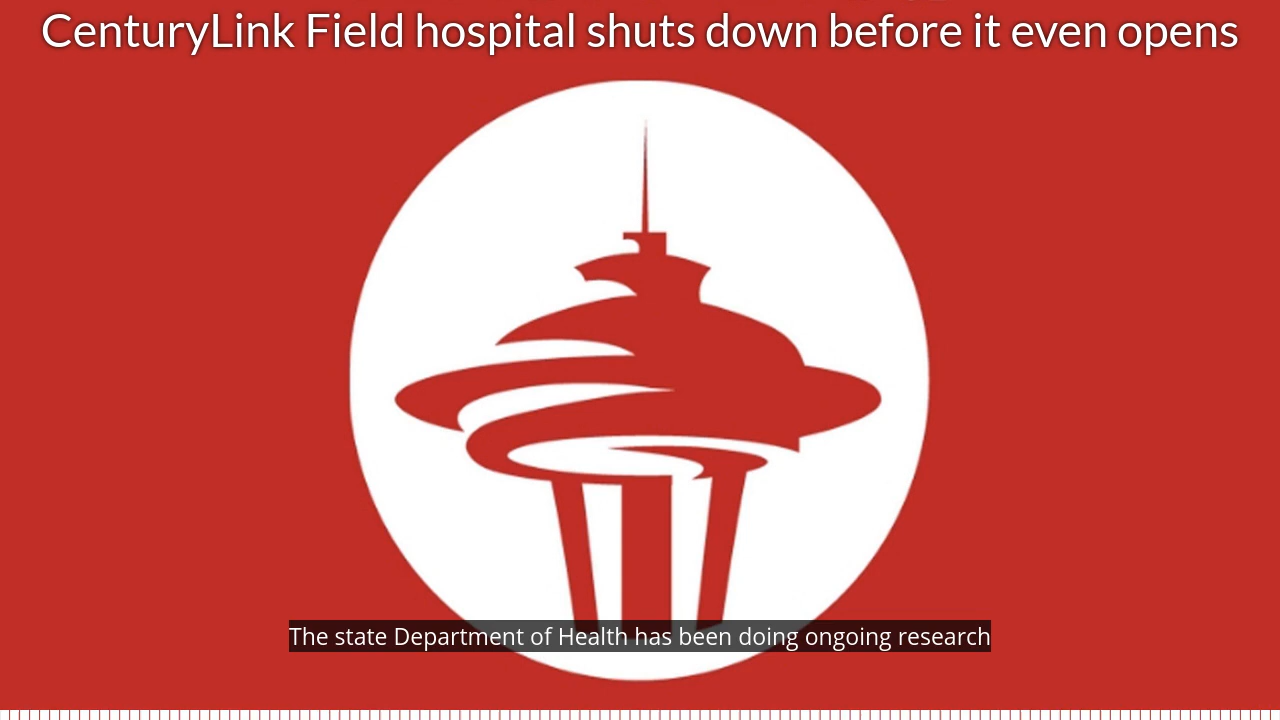 CenturyLink Field hospital shuts down before it even opens
The state Department of Health has been doing ongoing research